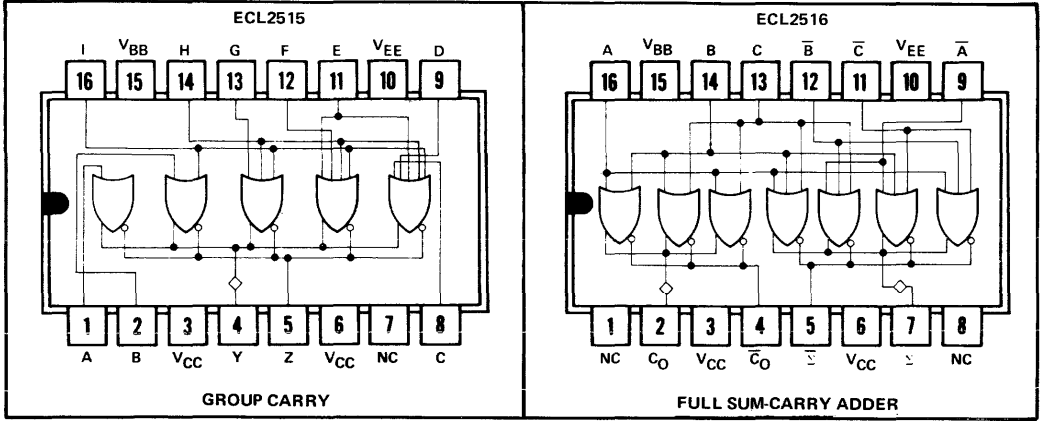 ECL2515
I V_BB H G F E V_EE D
16 15 14 13 12 11 10 9
1 2 3 4 5 6 7 8
A B V_CC Y Z V_CC NC C
GROUP CARRY
ECL2516
A V_BB B C B̅ C̅ V_EE A̅
16 15 14 13 12 11 10 9
1 2 3 4 5 6 7 8
NC C_O V_CC C̅_O Σ̅ V_CC Σ NC
FULL SUM-CARRY ADDER